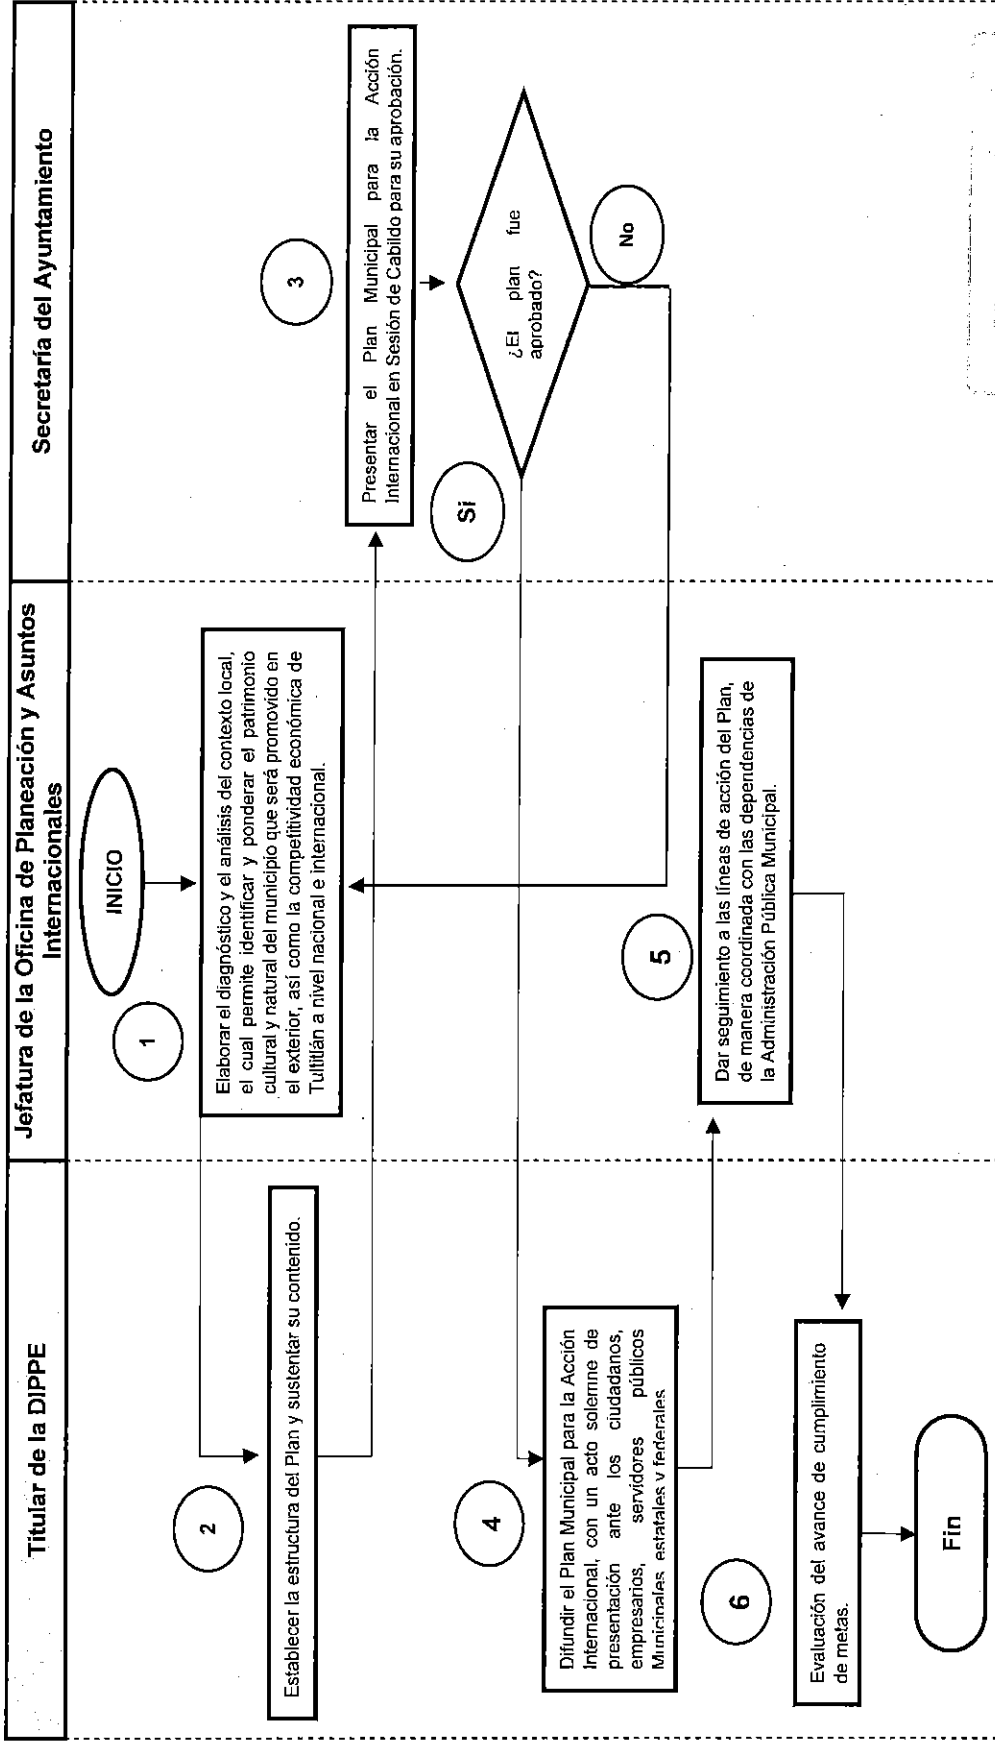 Titular de la DIPPE
Jefatura de la Oficina de Planeación y Asuntos
Internacionales
Secretaría del Ayuntamiento
INICIO
1
Elaborar el diagnóstico y el análisis del contexto local,
el cual permite identificar y ponderar el patrimonio
cultural y natural del municipio que será promovido en
el exterior, así como la competitividad económica de
Tultitlán a nivel nacional e internacional.
2
Establecer la estructura del Plan y sustentar su contenido.
3
Presentar el Plan Municipal para la Acción
Internacional en Sesión de Cabildo para su aprobación.
¿El plan fue
aprobado?
Si
No
4
Difundir el Plan Municipal para la Acción
Internacional, con un acto solemne de
presentación ante los ciudadanos,
empresarios, servidores públicos
Municipales, estatales y federales
5
Dar seguimiento a las líneas de acción del Plan,
de manera coordinada con las dependencias de
la Administración Pública Municipal.
6
Evaluación del avance de cumplimiento
de metas.
Fin